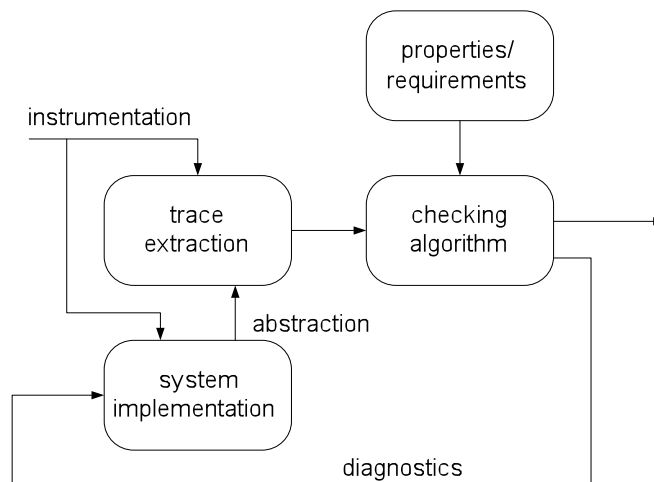 properties/
requirements
instrumentation
trace
extraction
checking
algorithm
abstraction
system
implementation
diagnostics